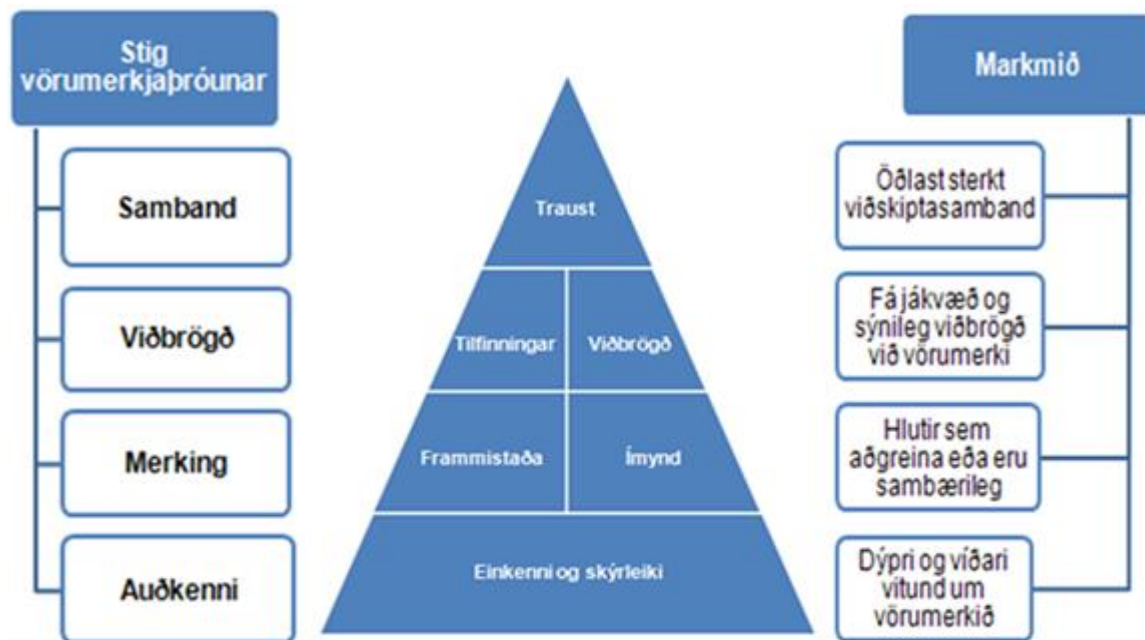 Stig
vörumerkjaþróunar
Samband
Viðbrögð
Merking
Auðkenni
Traust
Tilfinningar
Viðbrögð
Frammistaða
Ímynd
Einkenni og skýrleiki
Markmið
Öðlast sterkt
viðskiptasamband
Fá jákvæð og
sýnileg viðbrögð
við vörumerki
Hlutir sem
aðgreina eða eru
sambærileg
Dýpri og víðari
vitund um
vörumerkið